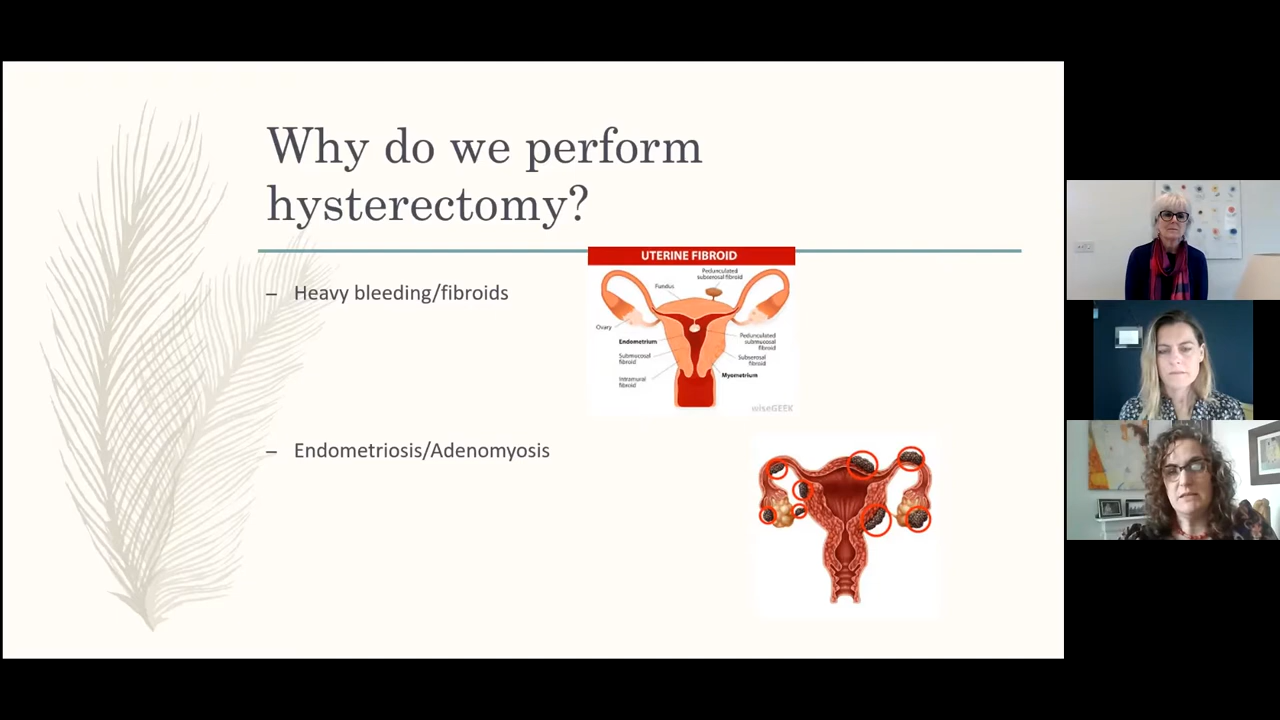 Why do we perform
hysterectomy?
– Heavy bleeding/fibroids
UTERINE FIBROID
Pedunculated
subserosal fibroid
Fundus
Ovary
Endometrium
Pedunculated
submucosal
fibroid
Submucosal
fibroid
Subserosal
fibroid
Intramural
fibroid
Myometrium
wiseGEEK
– Endometriosis/Adenomyosis